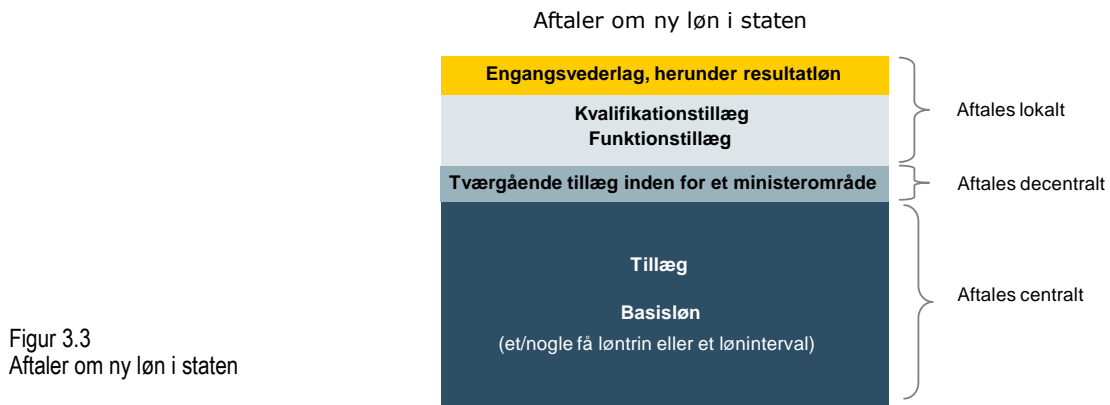 Aftaler om ny løn i staten
Engangsvederlag, herunder resultatløn
Kvalifikationstillæg
Funktionstillæg
Aftales lokalt
Tværgående tillæg inden for et ministerområde
Aftales decentralt
Tillæg
Basisløn
(et/nogle få løntrin eller et løninterval)
Aftales centralt
Figur 3.3
Aftaler om ny løn i staten